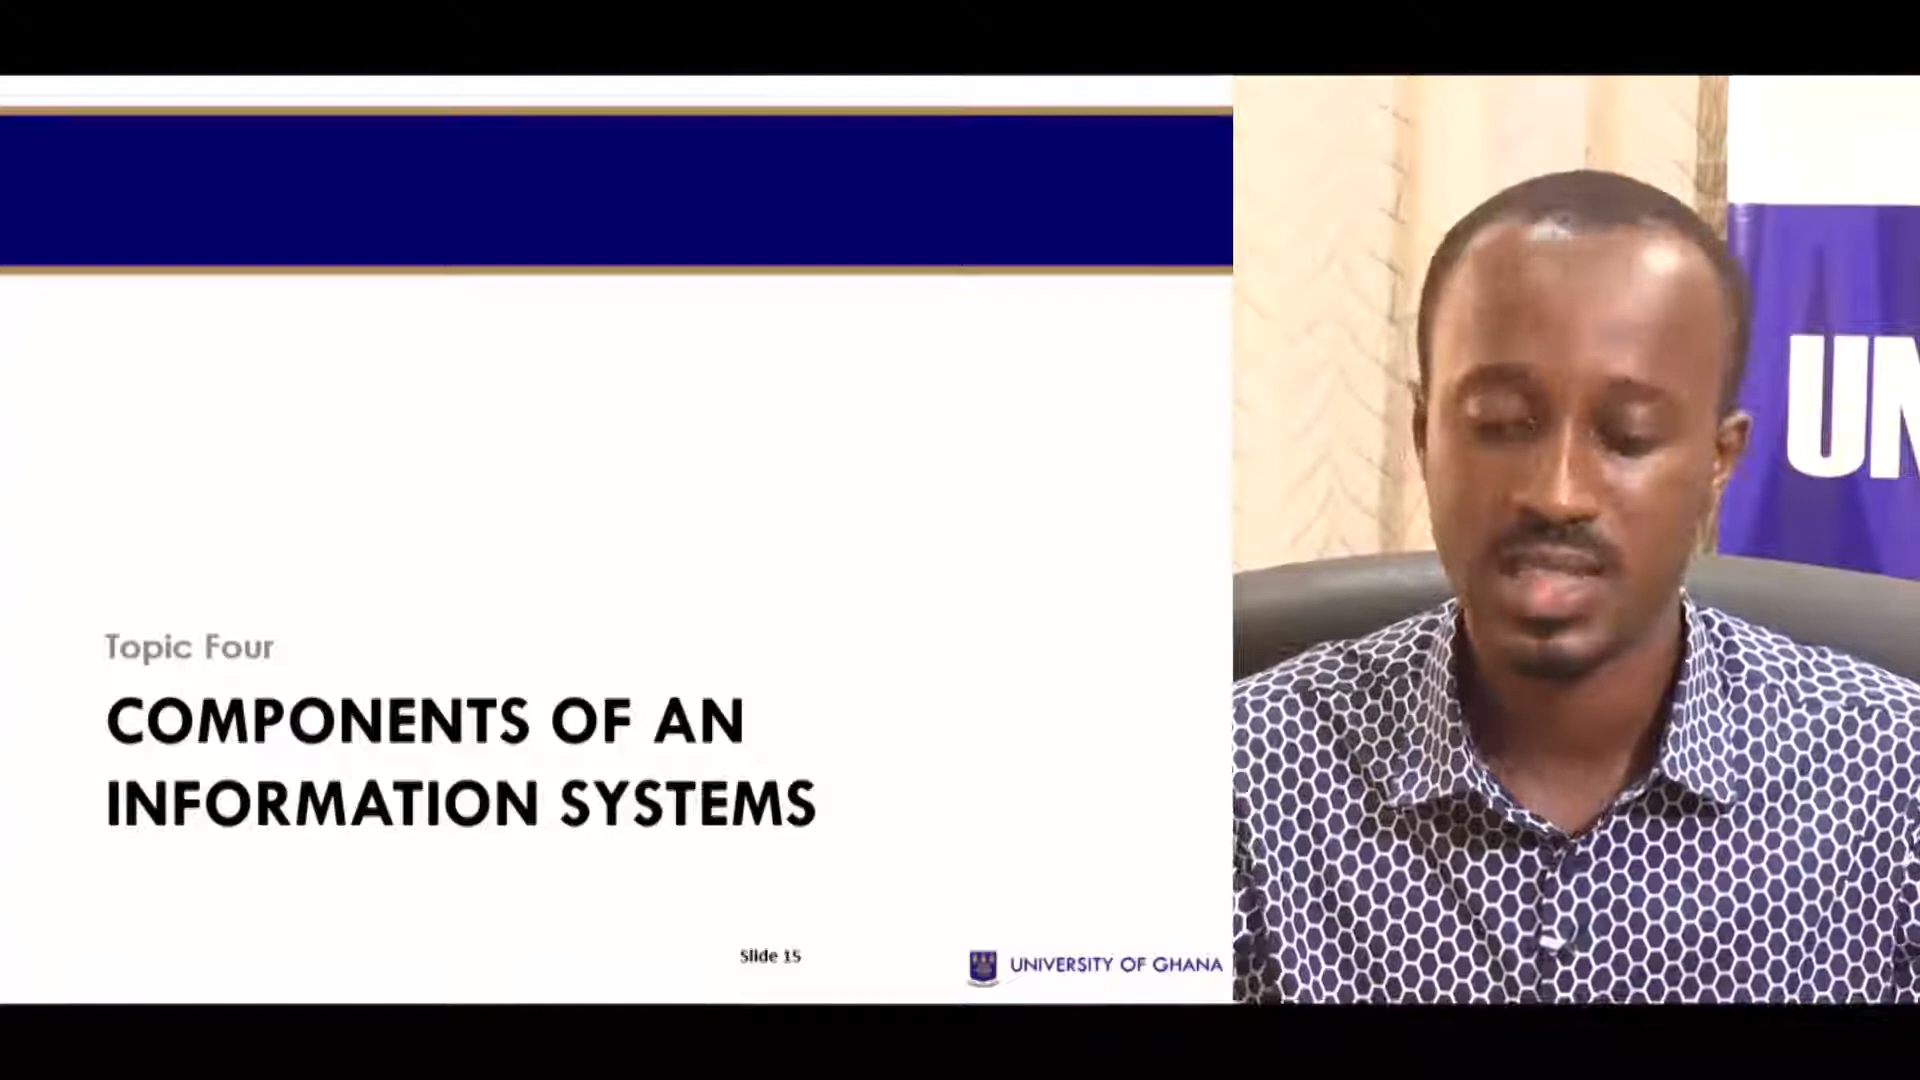 Topic Four
COMPONENTS OF AN
INFORMATION SYSTEMS
Slide 15
UNIVERSITY OF GHANA
UN